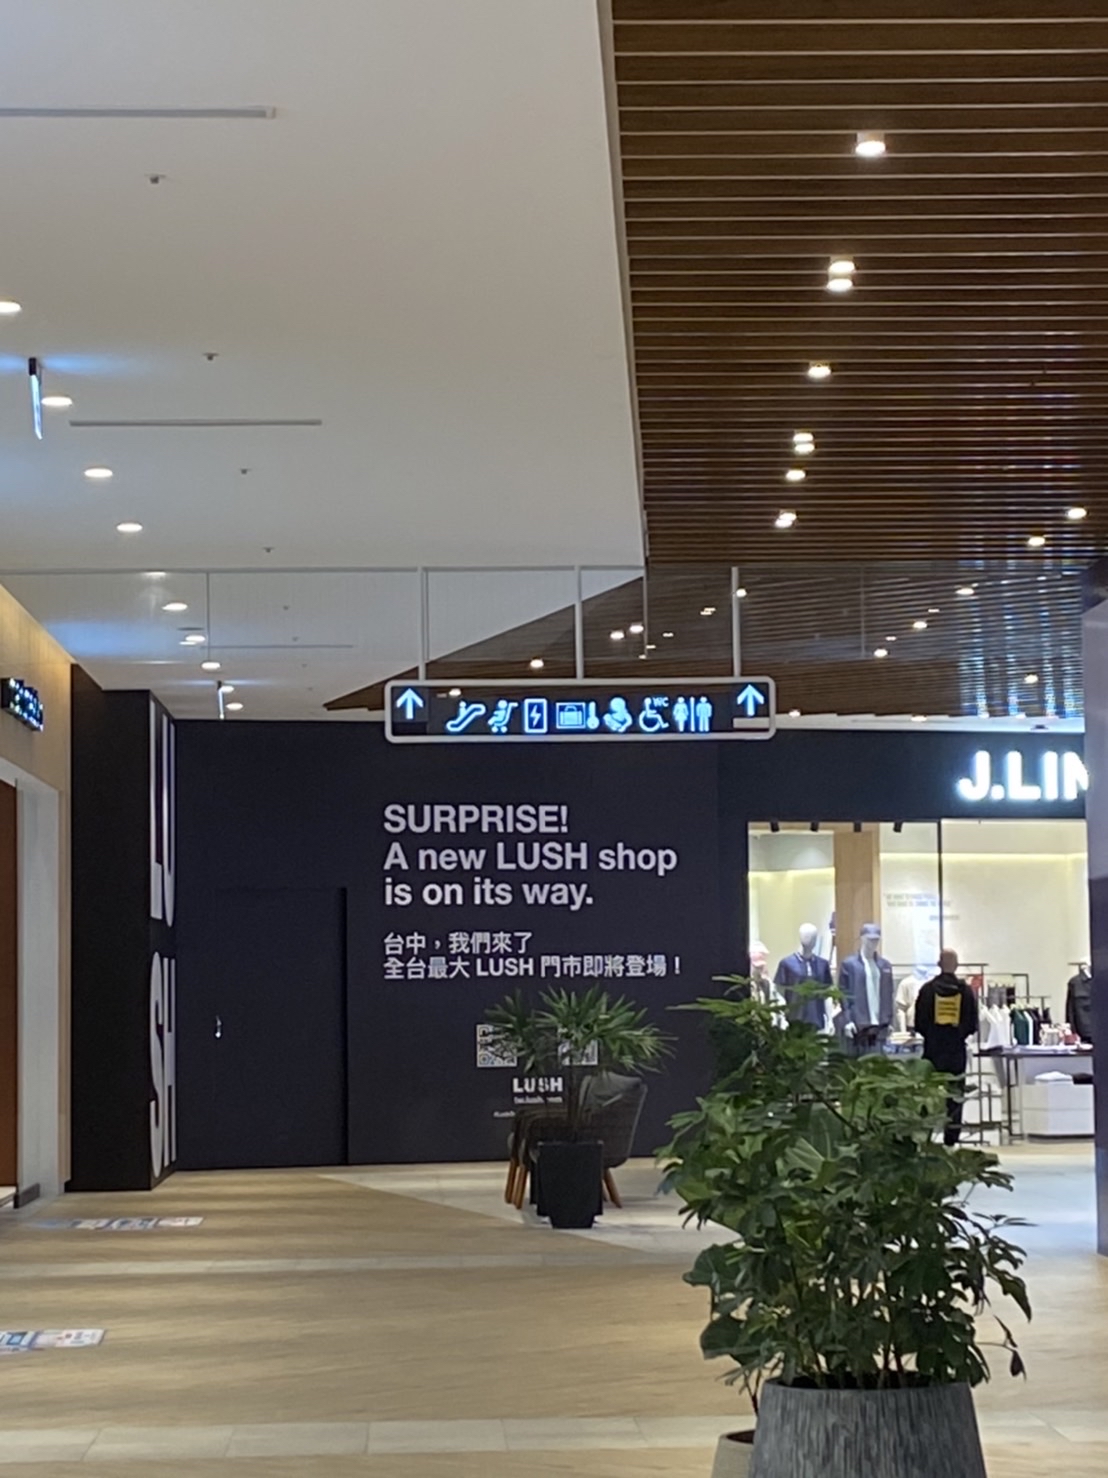 WC
J.LIN
LU
SH
SURPRISE!
A new LUSH shop
is on its way.
台中，我們來了
全台最大 LUSH 門市即將登場！
LUSH